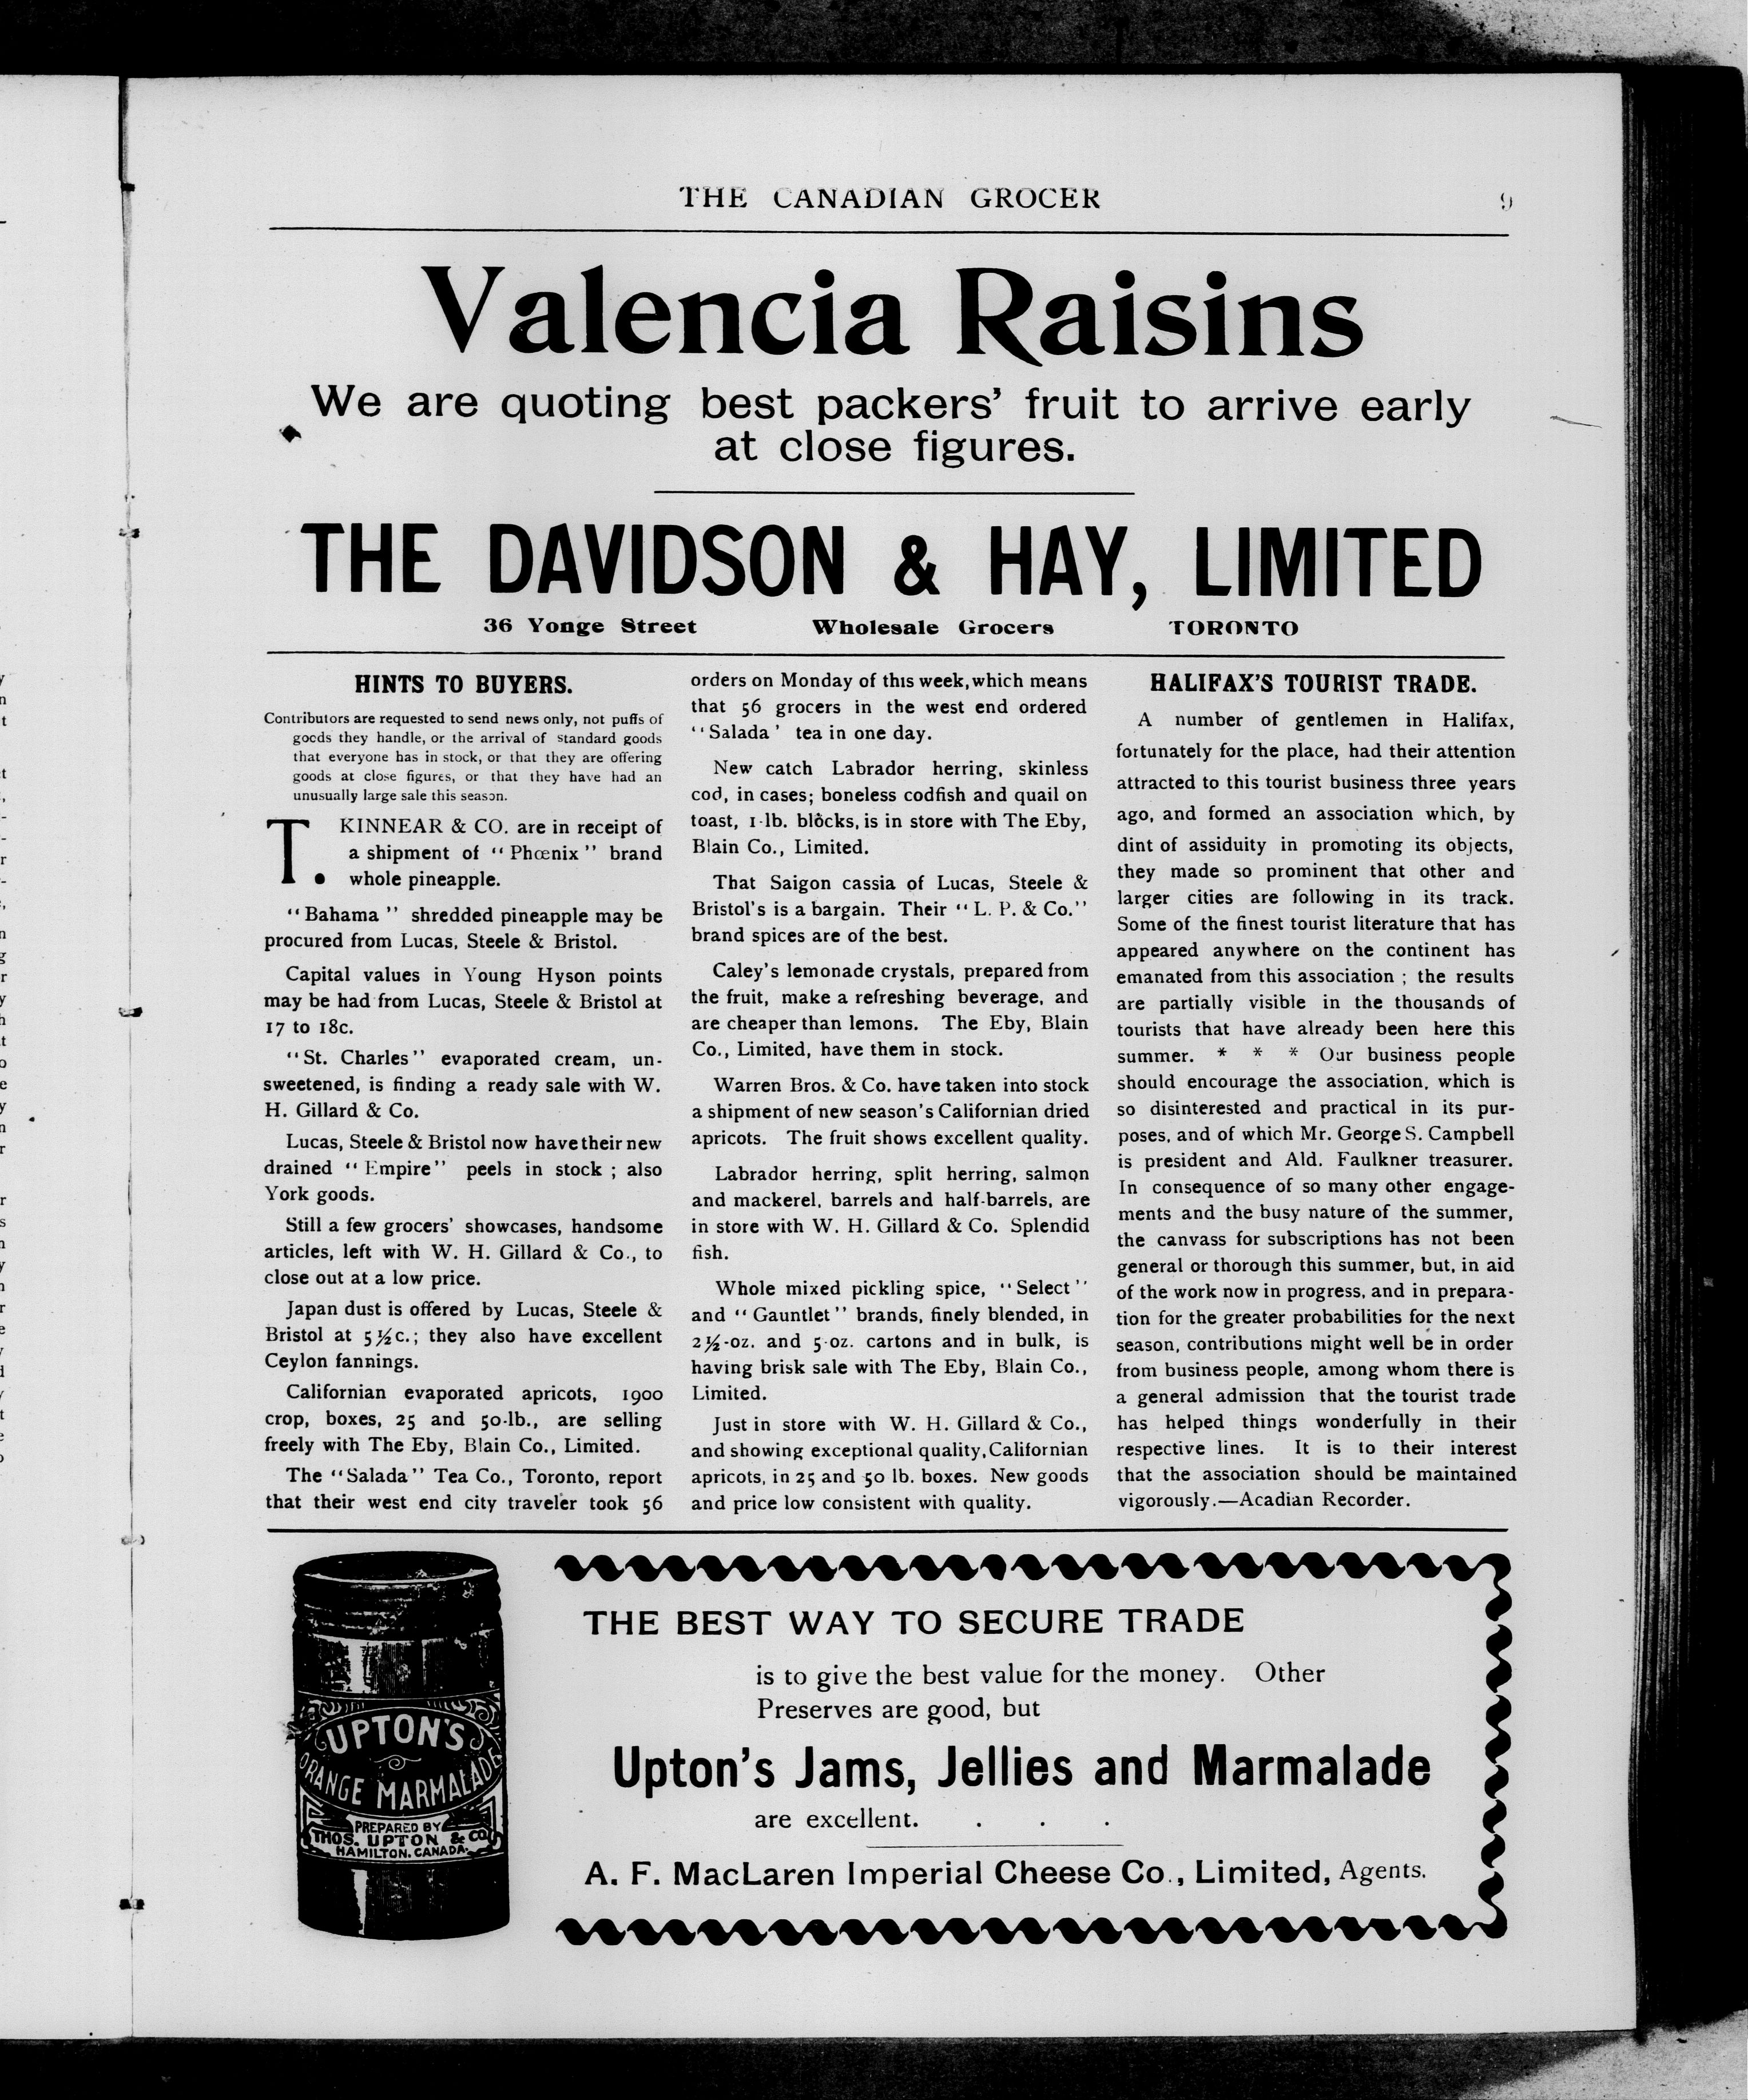 THE CANADIAN GROCER 9
Valencia Raisins
We are quoting best packers' fruit to arrive early
at close figures.
THE DAVIDSON & HAY, LIMITED
36 Yonge Street Wholesale Grocers TORONTO
HINTS TO BUYERS.
Contributors are requested to send news only, not puffs of
goods they handle, or the arrival of standard goods
that everyone has in stock, or that they are offering
goods at close figures, or that they have had an
unusually large sale this season.
T. KINNEAR & CO. are in receipt of
a shipment of "Phœnix" brand
whole pineapple.
"Bahama" shredded pineapple may be
procured from Lucas, Steele & Bristol.
Capital values in Young Hyson points
may be had from Lucas, Steele & Bristol at
17 to 18c.
"St. Charles" evaporated cream, un-
sweetened, is finding a ready sale with W.
H. Gillard & Co.
Lucas, Steele & Bristol now have their new
drained "Empire" peels in stock ; also
York goods.
Still a few grocers' showcases, handsome
articles, left with W. H. Gillard & Co., to
close out at a low price.
Japan dust is offered by Lucas, Steele &
Bristol at 5½c.; they also have excellent
Ceylon fannings.
Californian evaporated apricots, 1900
crop, boxes, 25 and 50-lb., are selling
freely with The Eby, Blain Co., Limited.
The "Salada" Tea Co., Toronto, report
that their west end city traveler took 56
orders on Monday of this week, which means
that 56 grocers in the west end ordered
"Salada' tea in one day.
New catch Labrador herring, skinless
cod, in cases; boneless codfish and quail on
toast, 1-lb. blocks, is in store with The Eby,
Blain Co., Limited.
That Saigon cassia of Lucas, Steele &
Bristol's is a bargain. Their "L. P. & Co."
brand spices are of the best.
Caley's lemonade crystals, prepared from
the fruit, make a refreshing beverage, and
are cheaper than lemons. The Eby, Blain
Co., Limited, have them in stock.
Warren Bros. & Co. have taken into stock
a shipment of new season's Californian dried
apricots. The fruit shows excellent quality.
Labrador herring, split herring, salmon
and mackerel, barrels and half-barrels, are
in store with W. H. Gillard & Co. Splendid
fish.
Whole mixed pickling spice, "Select"
and "Gauntlet" brands, finely blended, in
2½-oz. and 5-oz. cartons and in bulk, is
having brisk sale with The Eby, Blain Co.,
Limited.
Just in store with W. H. Gillard & Co.,
and showing exceptional quality, Californian
apricots, in 25 and 50 lb. boxes. New goods
and price low consistent with quality.
HALIFAX'S TOURIST TRADE.
A number of gentlemen in Halifax,
fortunately for the place, had their attention
attracted to this tourist business three years
ago, and formed an association which, by
dint of assiduity in promoting its objects,
they made so prominent that other and
larger cities are following in its track.
Some of the finest tourist literature that has
appeared anywhere on the continent has
emanated from this association ; the results
are partially visible in the thousands of
tourists that have already been here this
summer. * * * Our business people
should encourage the association, which is
so disinterested and practical in its pur-
poses, and of which Mr. George S. Campbell
is president and Ald. Faulkner treasurer.
In consequence of so many other engage-
ments and the busy nature of the summer,
the canvass for subscriptions has not been
general or thorough this summer, but, in aid
of the work now in progress, and in prepara-
tion for the greater probabilities for the next
season, contributions might well be in order
from business people, among whom there is
a general admission that the tourist trade
has helped things wonderfully in their
respective lines. It is to their interest
that the association should be maintained
vigorously.—Acadian Recorder.
UPTON'S
ORANGE MARMALADE
PREPARED BY
THOS. UPTON & CO.
HAMILTON, CANADA.
THE BEST WAY TO SECURE TRADE
is to give the best value for the money. Other
Preserves are good, but
Upton's Jams, Jellies and Marmalade
are excellent. . . .
A. F. MacLaren Imperial Cheese Co., Limited, Agents.